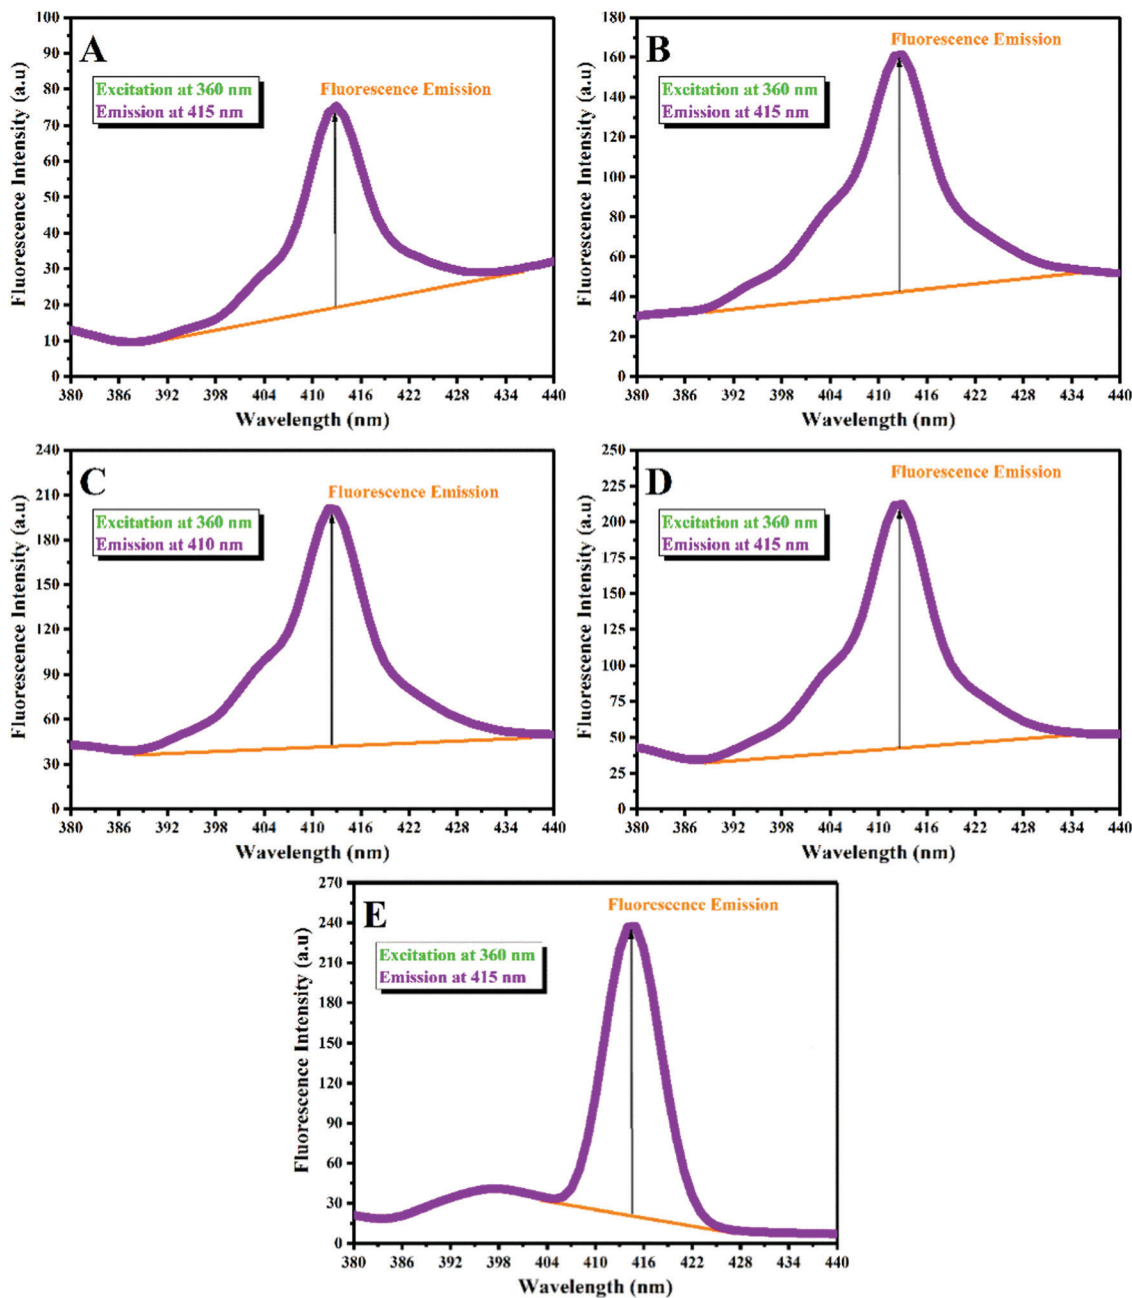 A
Fluorescence Emission
Excitation at 360 nm
Emission at 415 nm
Fluorescence Intensity (a.u)
100
90
80
70
60
50
40
30
20
10
0
380 386 392 398 404 410 416 422 428 434 440
Wavelength (nm)
B
Fluorescence Emission
Excitation at 360 nm
Emission at 415 nm
Fluorescence Intensity (a.u)
180
160
140
120
100
80
60
40
20
0
380 386 392 398 404 410 416 422 428 434 440
Wavelength (nm)
C
Fluorescence Emission
Excitation at 360 nm
Emission at 410 nm
Fluorescence Intensity (a.u)
240
210
180
150
120
90
60
30
0
380 386 392 398 404 410 416 422 428 434 440
Wavelength (nm)
D
Fluorescence Emission
Excitation at 360 nm
Emission at 415 nm
Fluorescence Intensity (a.u)
250
225
200
175
150
125
100
75
50
25
0
380 386 392 398 404 410 416 422 428 434 440
Wavelength (nm)
E
Fluorescence Emission
Excitation at 360 nm
Emission at 415 nm
Fluorescence Intensity (a.u)
270
240
210
180
150
120
90
60
30
0
380 386 392 398 404 410 416 422 428 434 440
Wavelength (nm)